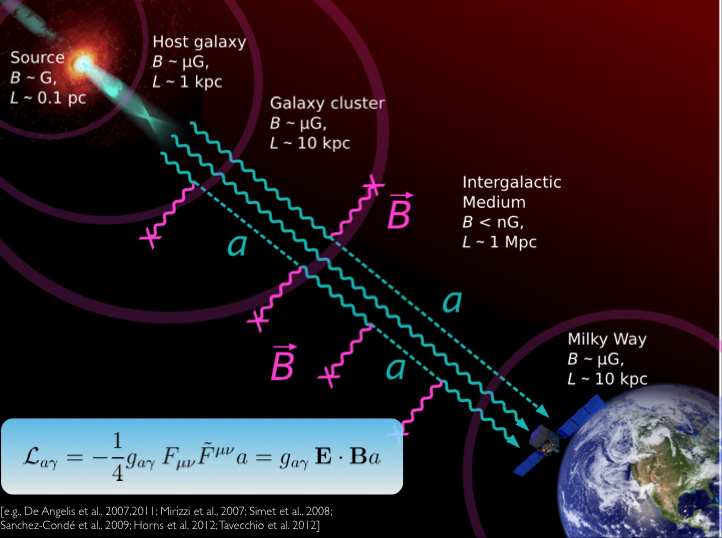 Source
B ~ G,
L ~ 0.1 pc
Host galaxy
B ~ μG,
L ~ 1 kpc
Galaxy cluster
B ~ μG,
L ~ 10 kpc
Intergalactic
Medium
B < nG,
L ~ 1 Mpc
B⃗
a
a
B⃗
a
Milky Way
B ~ μG,
L ~ 10 kpc
ℒ_{aγ} = −\frac{1}{4} g_{aγ} F_{μν} F̃^{μν} a = g_{aγ} **E** · **B** a
[e.g., De Angelis et al., 2007,2011; Mirizzi et al., 2007; Simet et al., 2008;
Sanchez-Condé et al., 2009; Horns et al. 2012; Tavecchio et al. 2012]